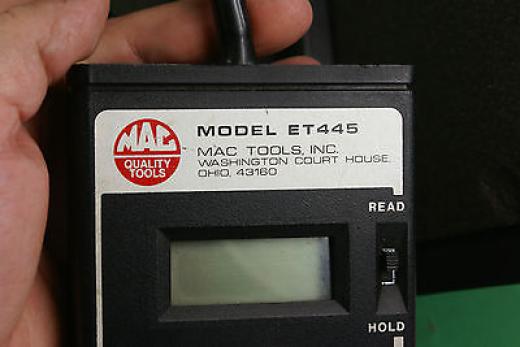 MAC
QUALITY
TOOLS
MODEL ET445
MAC TOOLS, INC.
WASHINGTON COURT HOUSE,
OHIO, 43160
READ
HOLD